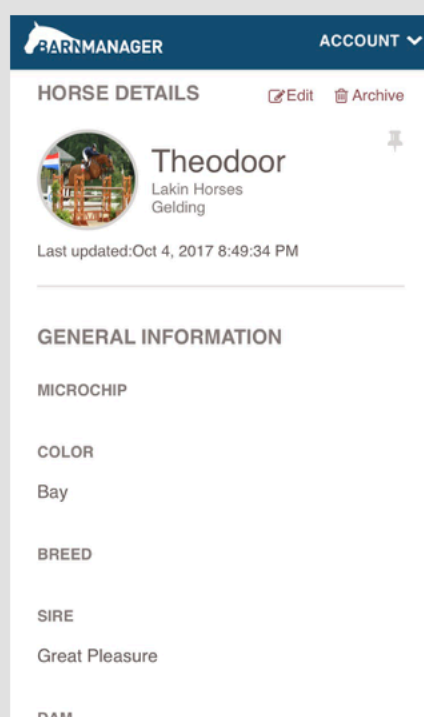 BARNMANAGER
ACCOUNT
HORSE DETAILS
Edit
Archive
Theodoor
Lakin Horses
Gelding
Last updated:Oct 4, 2017 8:49:34 PM
GENERAL INFORMATION
MICROCHIP
COLOR
Bay
BREED
SIRE
Great Pleasure
DAM